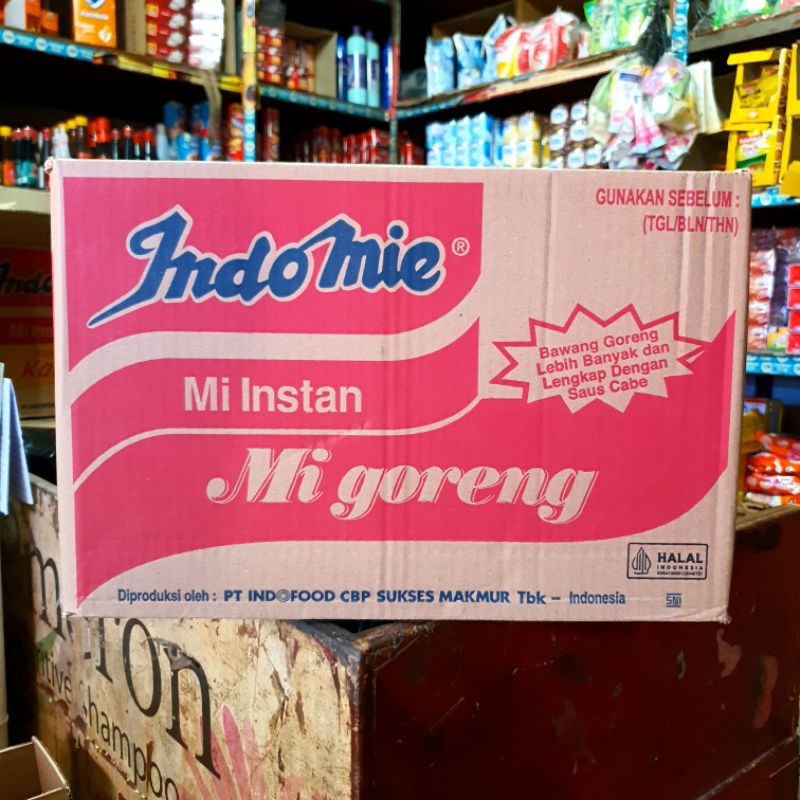 Indomie®
GUNAKAN SEBELUM :
(TGL/BLN/THN)
Mi Instan
Bawang Goreng
Lebih Banyak dan
Lengkap Dengan
Saus Cabe
Mi goreng
HALAL
INDONESIA
Diproduksi oleh : PT INDOFOOD CBP SUKSES MAKMUR Tbk – Indonesia
SNI